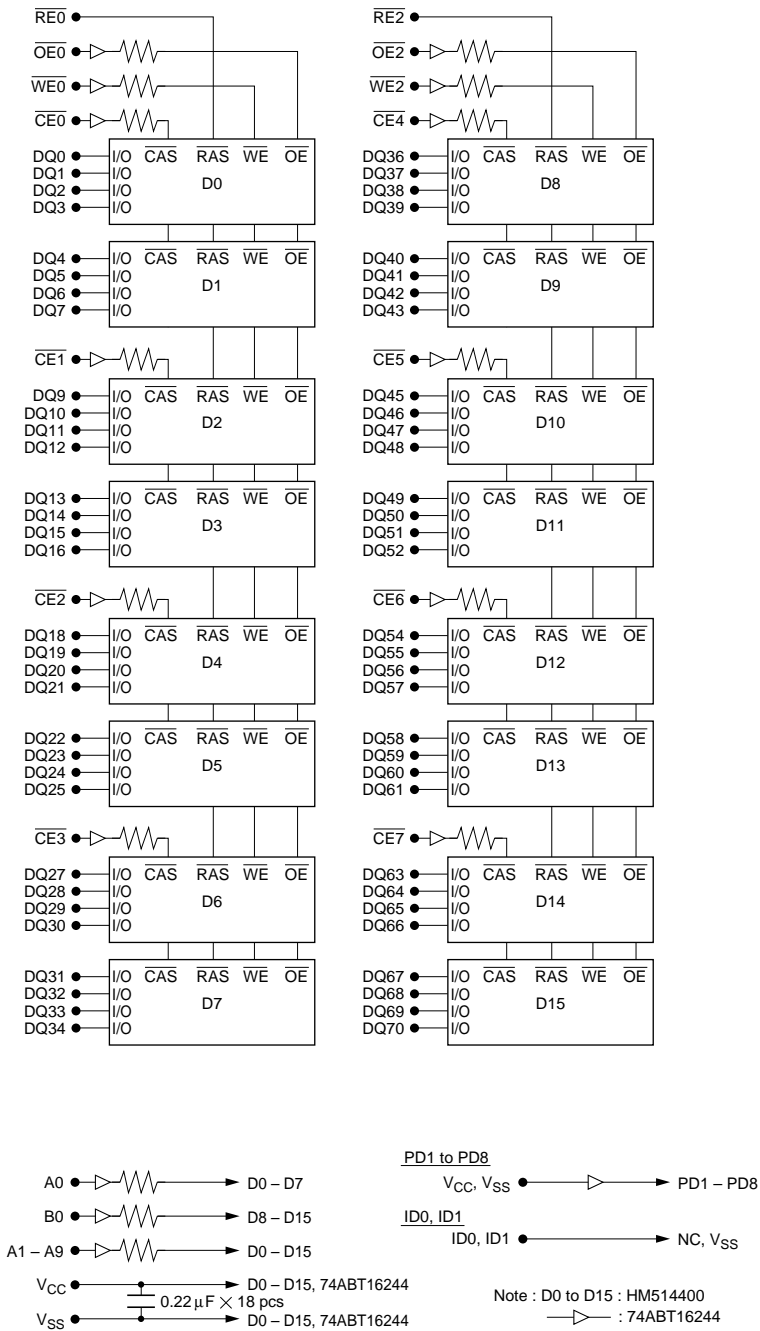 RE0
OE0
WE0
CE0
DQ0 I/O CAS RAS WE OE
DQ1 I/O
DQ2 I/O D0
DQ3 I/O
DQ4 I/O CAS RAS WE OE
DQ5 I/O
DQ6 I/O D1
DQ7 I/O
CE1
DQ9 I/O CAS RAS WE OE
DQ10 I/O
DQ11 I/O D2
DQ12 I/O
DQ13 I/O CAS RAS WE OE
DQ14 I/O
DQ15 I/O D3
DQ16 I/O
CE2
DQ18 I/O CAS RAS WE OE
DQ19 I/O
DQ20 I/O D4
DQ21 I/O
DQ22 I/O CAS RAS WE OE
DQ23 I/O
DQ24 I/O D5
DQ25 I/O
CE3
DQ27 I/O CAS RAS WE OE
DQ28 I/O
DQ29 I/O D6
DQ30 I/O
DQ31 I/O CAS RAS WE OE
DQ32 I/O
DQ33 I/O D7
DQ34 I/O
RE2
OE2
WE2
CE4
DQ36 I/O CAS RAS WE OE
DQ37 I/O
DQ38 I/O D8
DQ39 I/O
DQ40 I/O CAS RAS WE OE
DQ41 I/O
DQ42 I/O D9
DQ43 I/O
CE5
DQ45 I/O CAS RAS WE OE
DQ46 I/O
DQ47 I/O D10
DQ48 I/O
DQ49 I/O CAS RAS WE OE
DQ50 I/O
DQ51 I/O D11
DQ52 I/O
CE6
DQ54 I/O CAS RAS WE OE
DQ55 I/O
DQ56 I/O D12
DQ57 I/O
DQ58 I/O CAS RAS WE OE
DQ59 I/O
DQ60 I/O D13
DQ61 I/O
CE7
DQ63 I/O CAS RAS WE OE
DQ64 I/O
DQ65 I/O D14
DQ66 I/O
DQ67 I/O CAS RAS WE OE
DQ68 I/O
DQ69 I/O D15
DQ70 I/O
A0 D0 – D7
B0 D8 – D15
A1 – A9 D0 – D15
VCC D0 – D15, 74ABT16244
0.22 µF × 18 pcs
VSS D0 – D15, 74ABT16244
PD1 to PD8
VCC, VSS PD1 – PD8
ID0, ID1
ID0, ID1 NC, VSS
Note : D0 to D15 : HM514400
: 74ABT16244